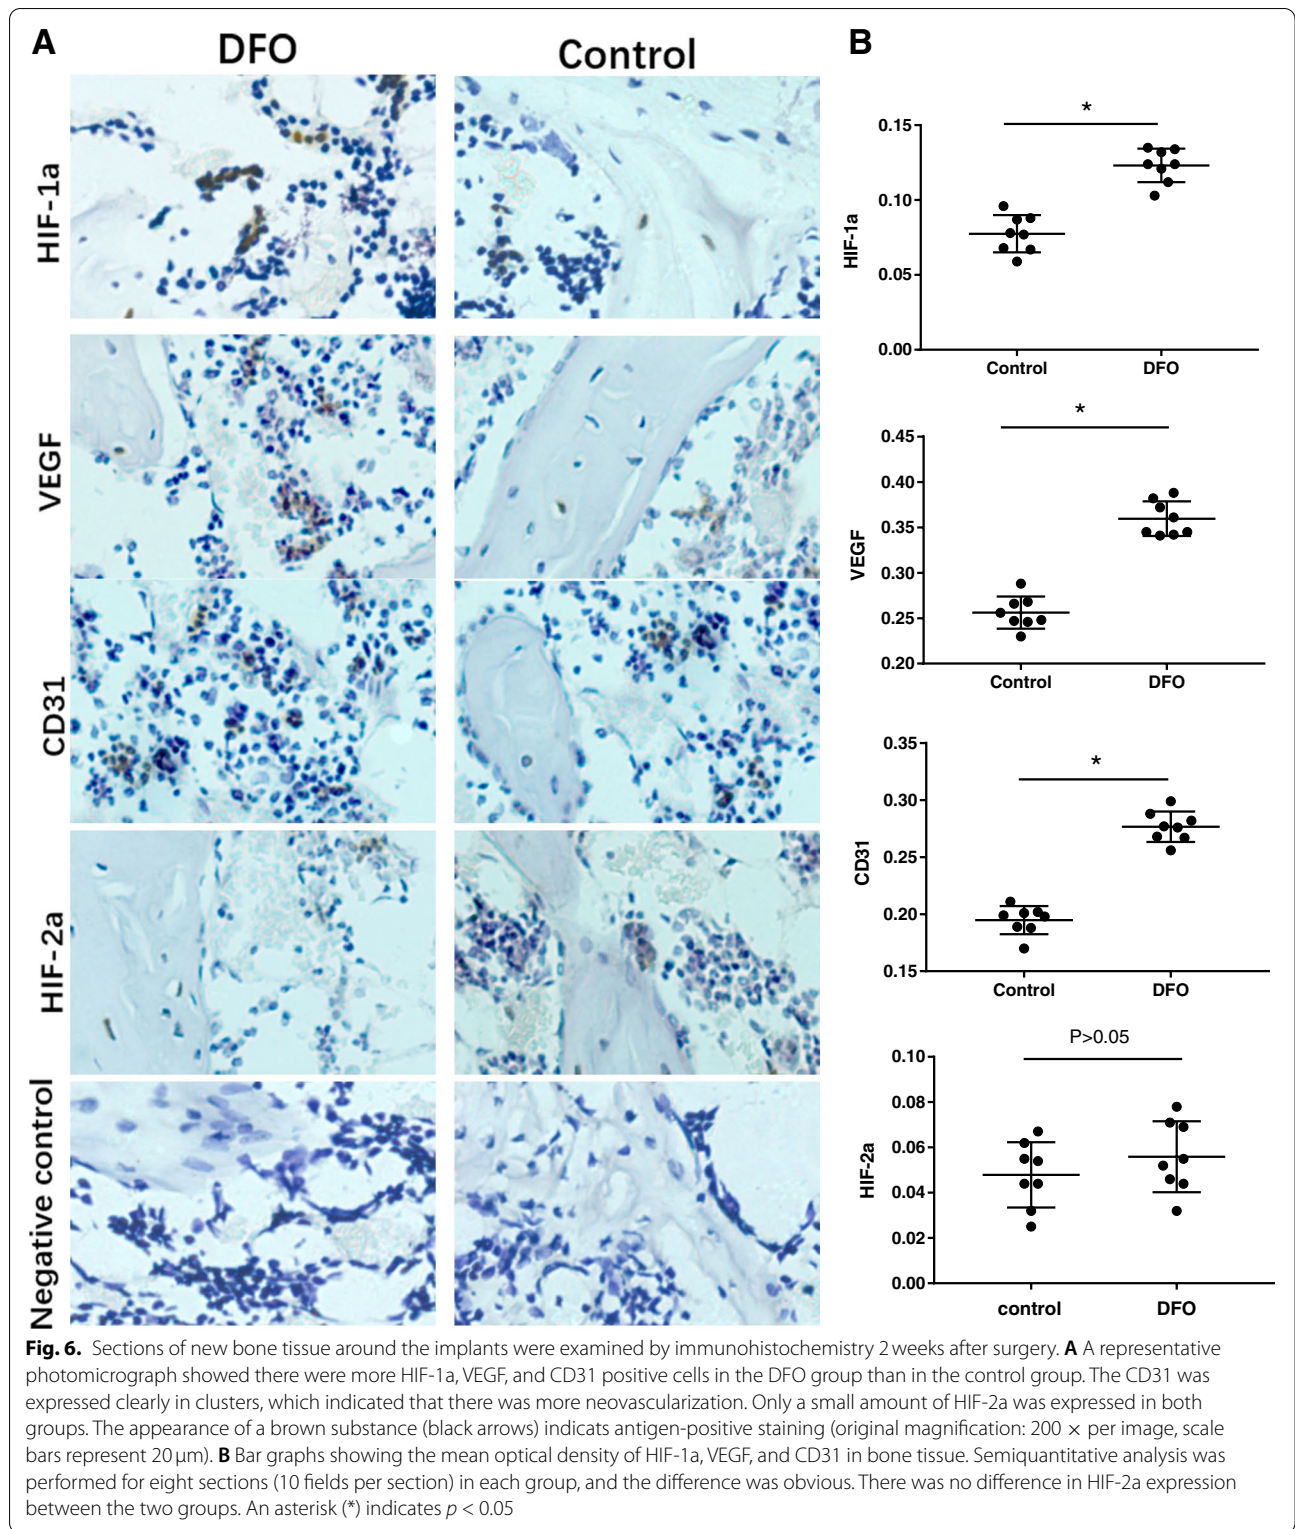 A
DFO
Control
HIF-1a
VEGF
CD31
HIF-2a
Negative control
B
*
0.15
0.10
0.05
0.00
HIF-1a
Control
DFO
*
0.45
0.40
0.35
0.30
0.25
0.20
VEGF
Control
DFO
*
0.35
0.30
0.25
0.20
0.15
CD31
Control
DFO
P>0.05
0.10
0.08
0.06
0.04
0.02
0.00
HIF-2a
control
DFO
Fig. 6. Sections of new bone tissue around the implants were examined by immunohistochemistry 2 weeks after surgery. A A representative
photomicrograph showed there were more HIF-1a, VEGF, and CD31 positive cells in the DFO group than in the control group. The CD31 was
expressed clearly in clusters, which indicated that there was more neovascularization. Only a small amount of HIF-2a was expressed in both
groups. The appearance of a brown substance (black arrows) indicats antigen-positive staining (original magnification: 200 × per image, scale
bars represent 20 μm). B Bar graphs showing the mean optical density of HIF-1a, VEGF, and CD31 in bone tissue. Semiquantitative analysis was
performed for eight sections (10 fields per section) in each group, and the difference was obvious. There was no difference in HIF-2a expression
between the two groups. An asterisk (*) indicates p < 0.05